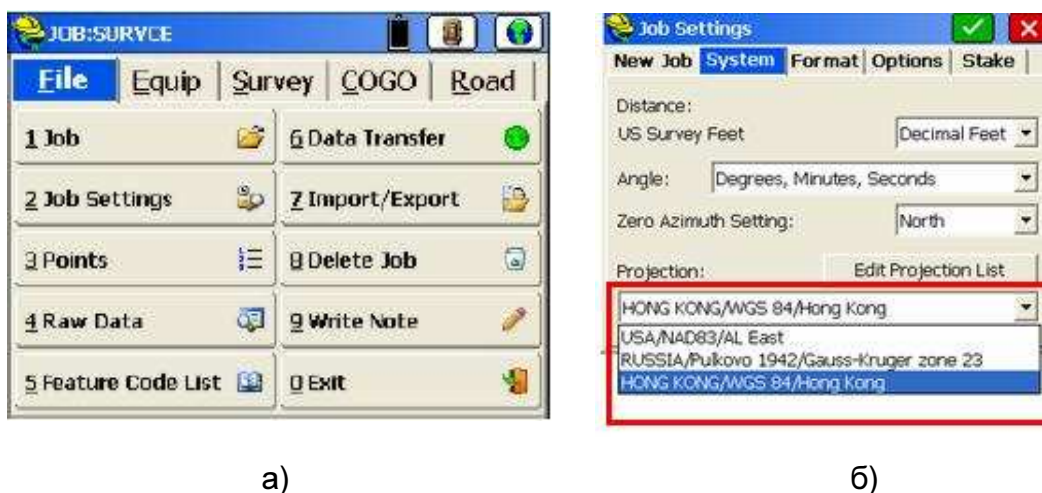 JOB:SURVCE
File Equip Survey COGO Road
1 Job
6 Data Transfer
2 Job Settings
7 Import/Export
3 Points
8 Delete Job
4 Raw Data
9 Write Note
5 Feature Code List
0 Exit
а)
Job Settings
New Job System Format Options Stake
Distance:
US Survey Feet Decimal Feet
Angle: Degrees, Minutes, Seconds
Zero Azimuth Setting: North
Projection: Edit Projection List
HONG KONG/WGS 84/Hong Kong
USA/NAD83/AL East
RUSSIA/Pulkovo 1942/Gauss-Kruger zone 23
HONG KONG/WGS 84/Hong Kong
б)